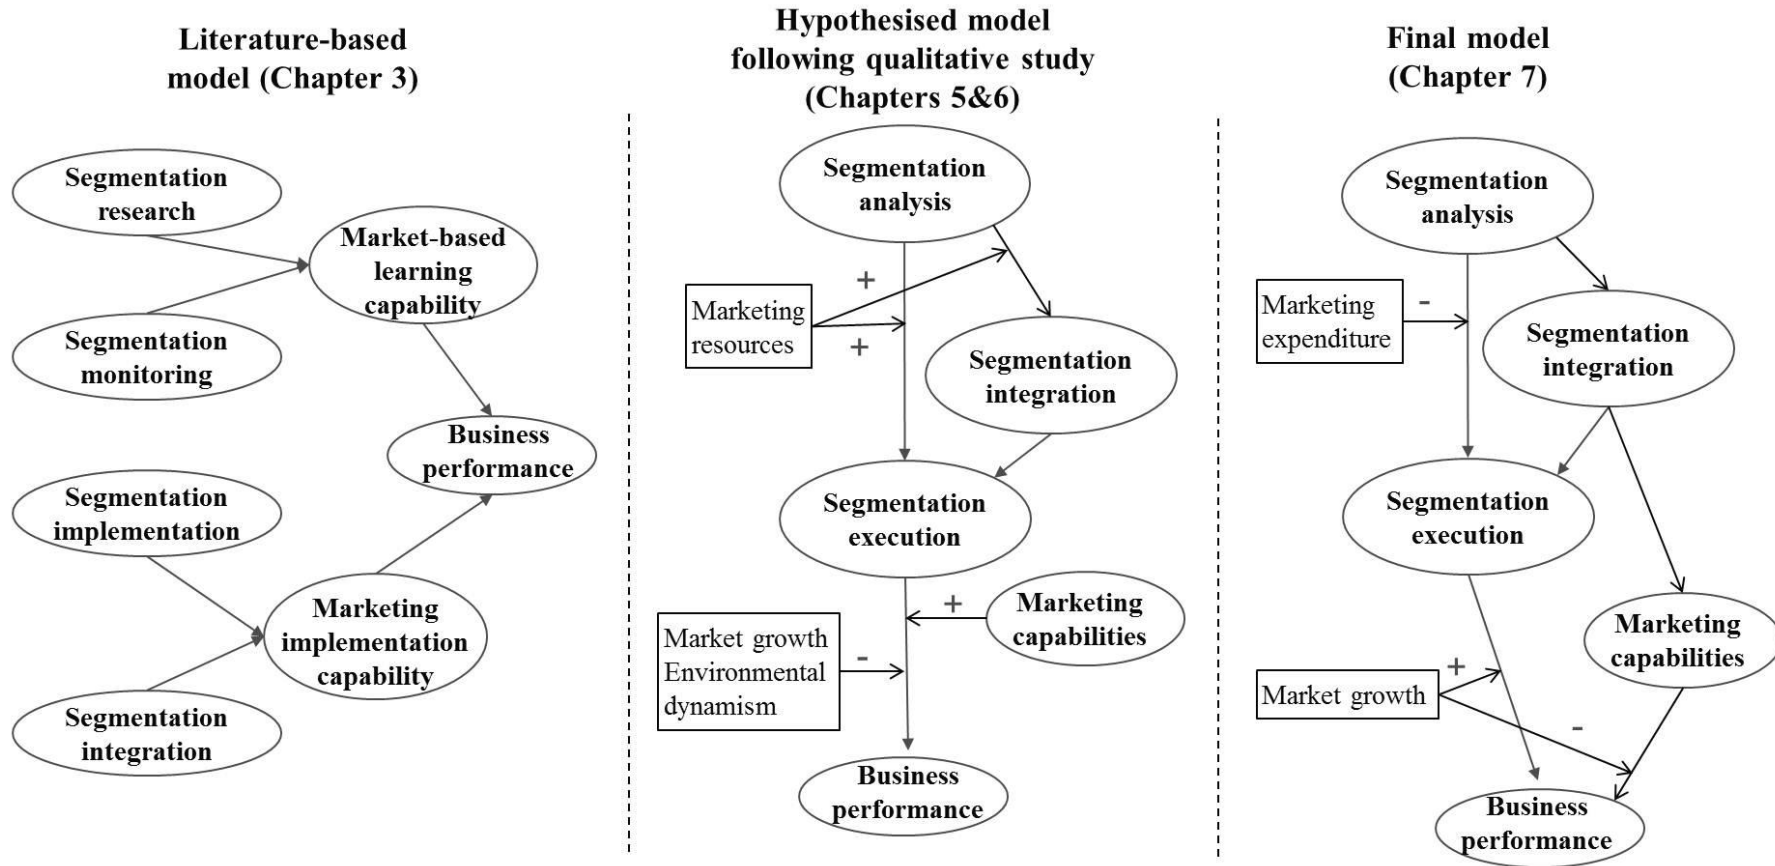 Literature-based
model (Chapter 3)
Segmentation
research
Market-based
learning
capability
Segmentation
monitoring
Business
performance
Segmentation
implementation
Marketing
implementation
capability
Segmentation
integration
Hypothesised model
following qualitative study
(Chapters 5&6)
Segmentation
analysis
+
Marketing
resources
+
Segmentation
integration
Segmentation
execution
+
Marketing
capabilities
Market growth
Environmental
dynamism
-
Business
performance
Final model
(Chapter 7)
Segmentation
analysis
Marketing
expenditure
-
Segmentation
integration
Segmentation
execution
Marketing
capabilities
+
Market growth
-
Business
performance